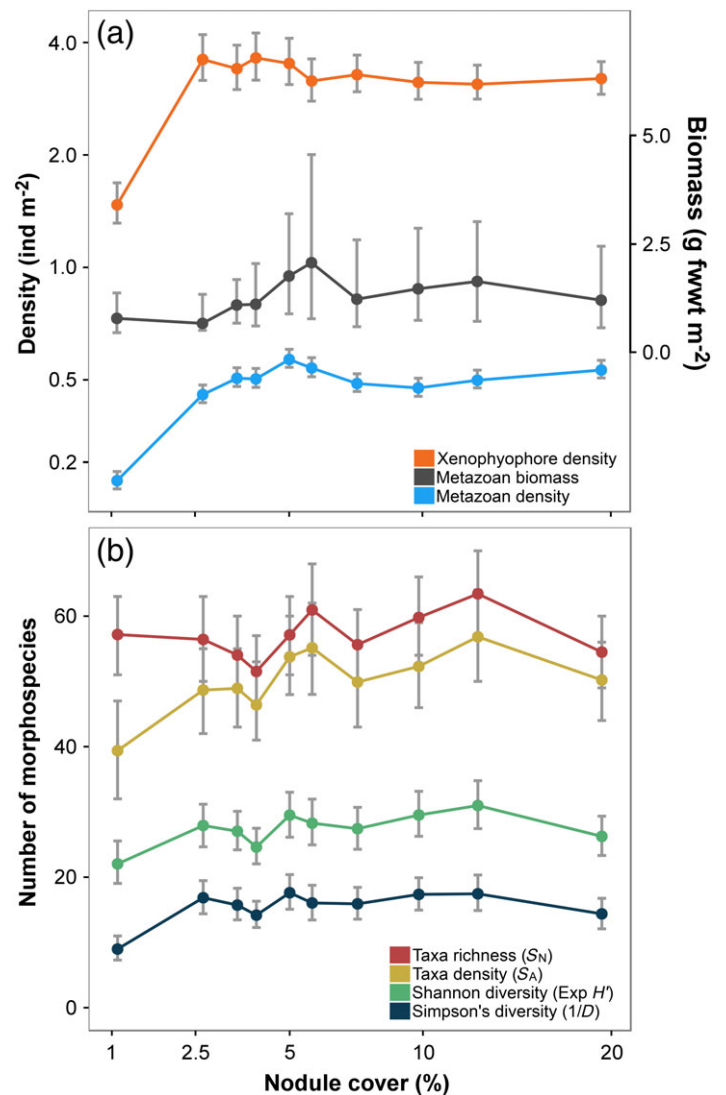 (a)
4.0
2.0
1.0
0.5
0.2
Density (ind m⁻²)
5.0
2.5
0.0
Biomass (g fwwt m⁻²)
Xenophyophore density
Metazoan biomass
Metazoan density
(b)
60
40
20
0
Number of morphospecies
Taxa richness (SN)
Taxa density (SA)
Shannon diversity (Exp H')
Simpson's diversity (1/D)
1 2.5 5 10 20
Nodule cover (%)